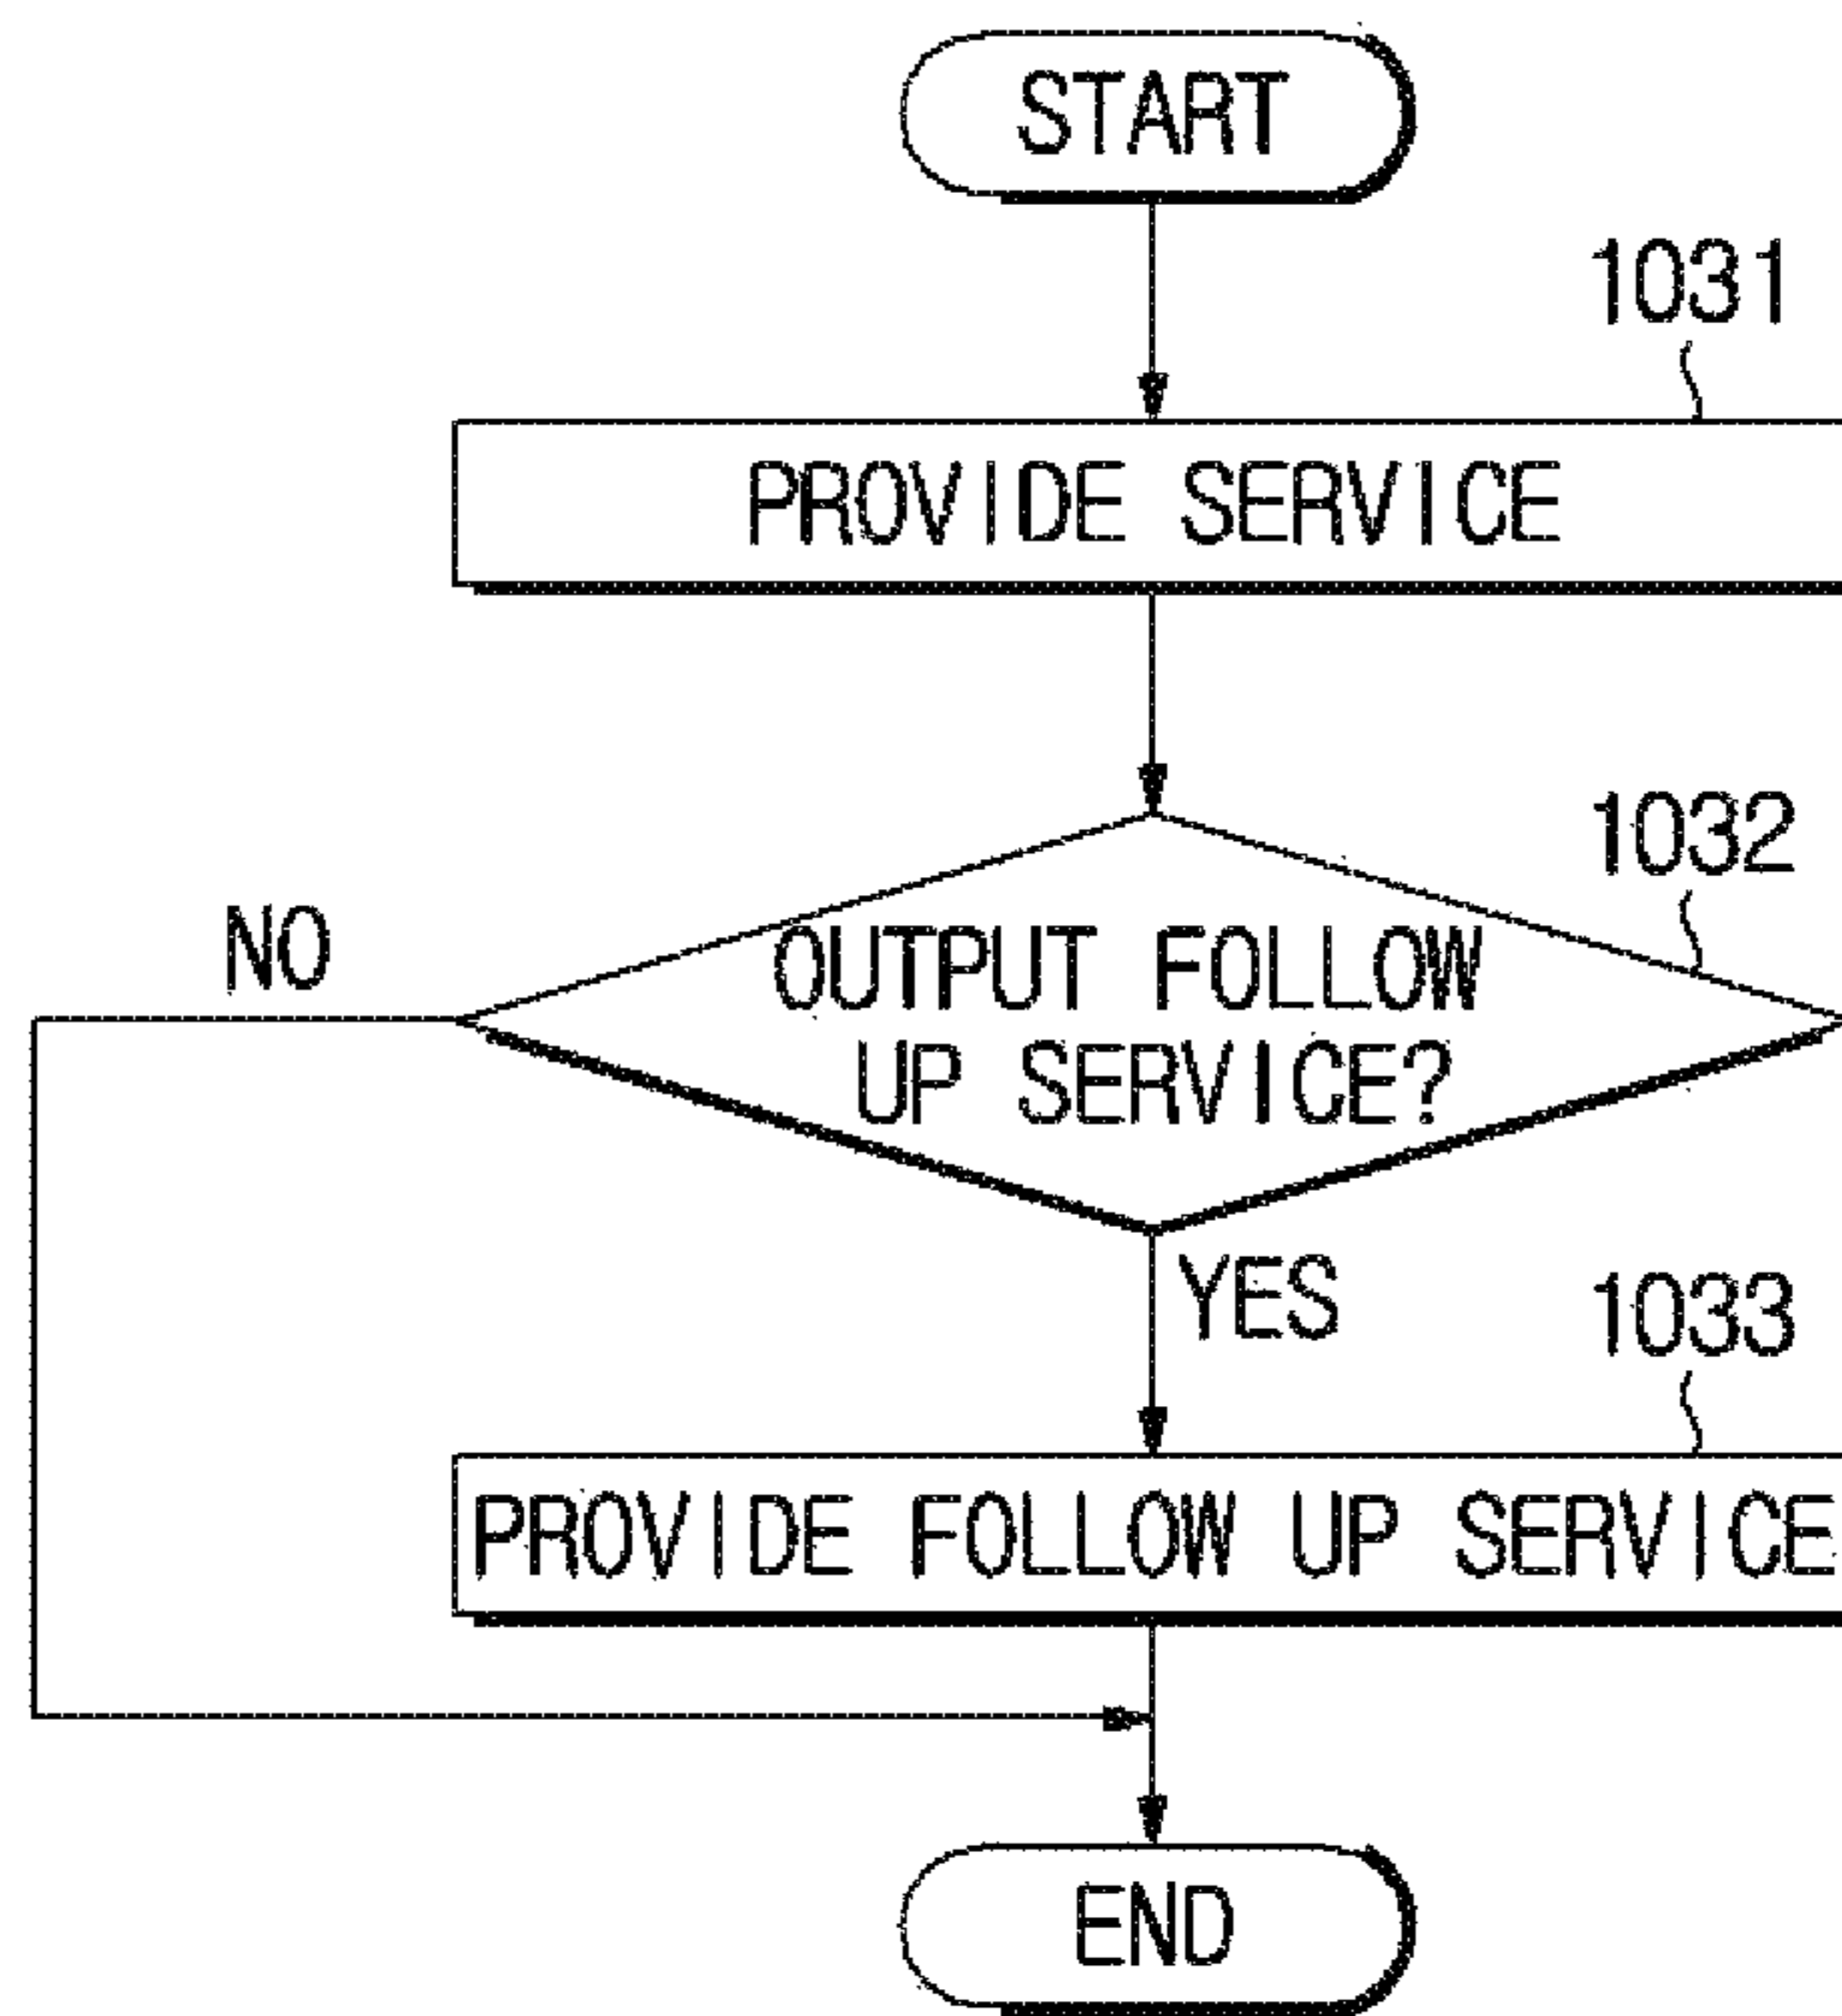 START
1031
PROVIDE SERVICE
1032
NO
OUTPUT FOLLOW
UP SERVICE?
YES
1033
PROVIDE FOLLOW UP SERVICE
END